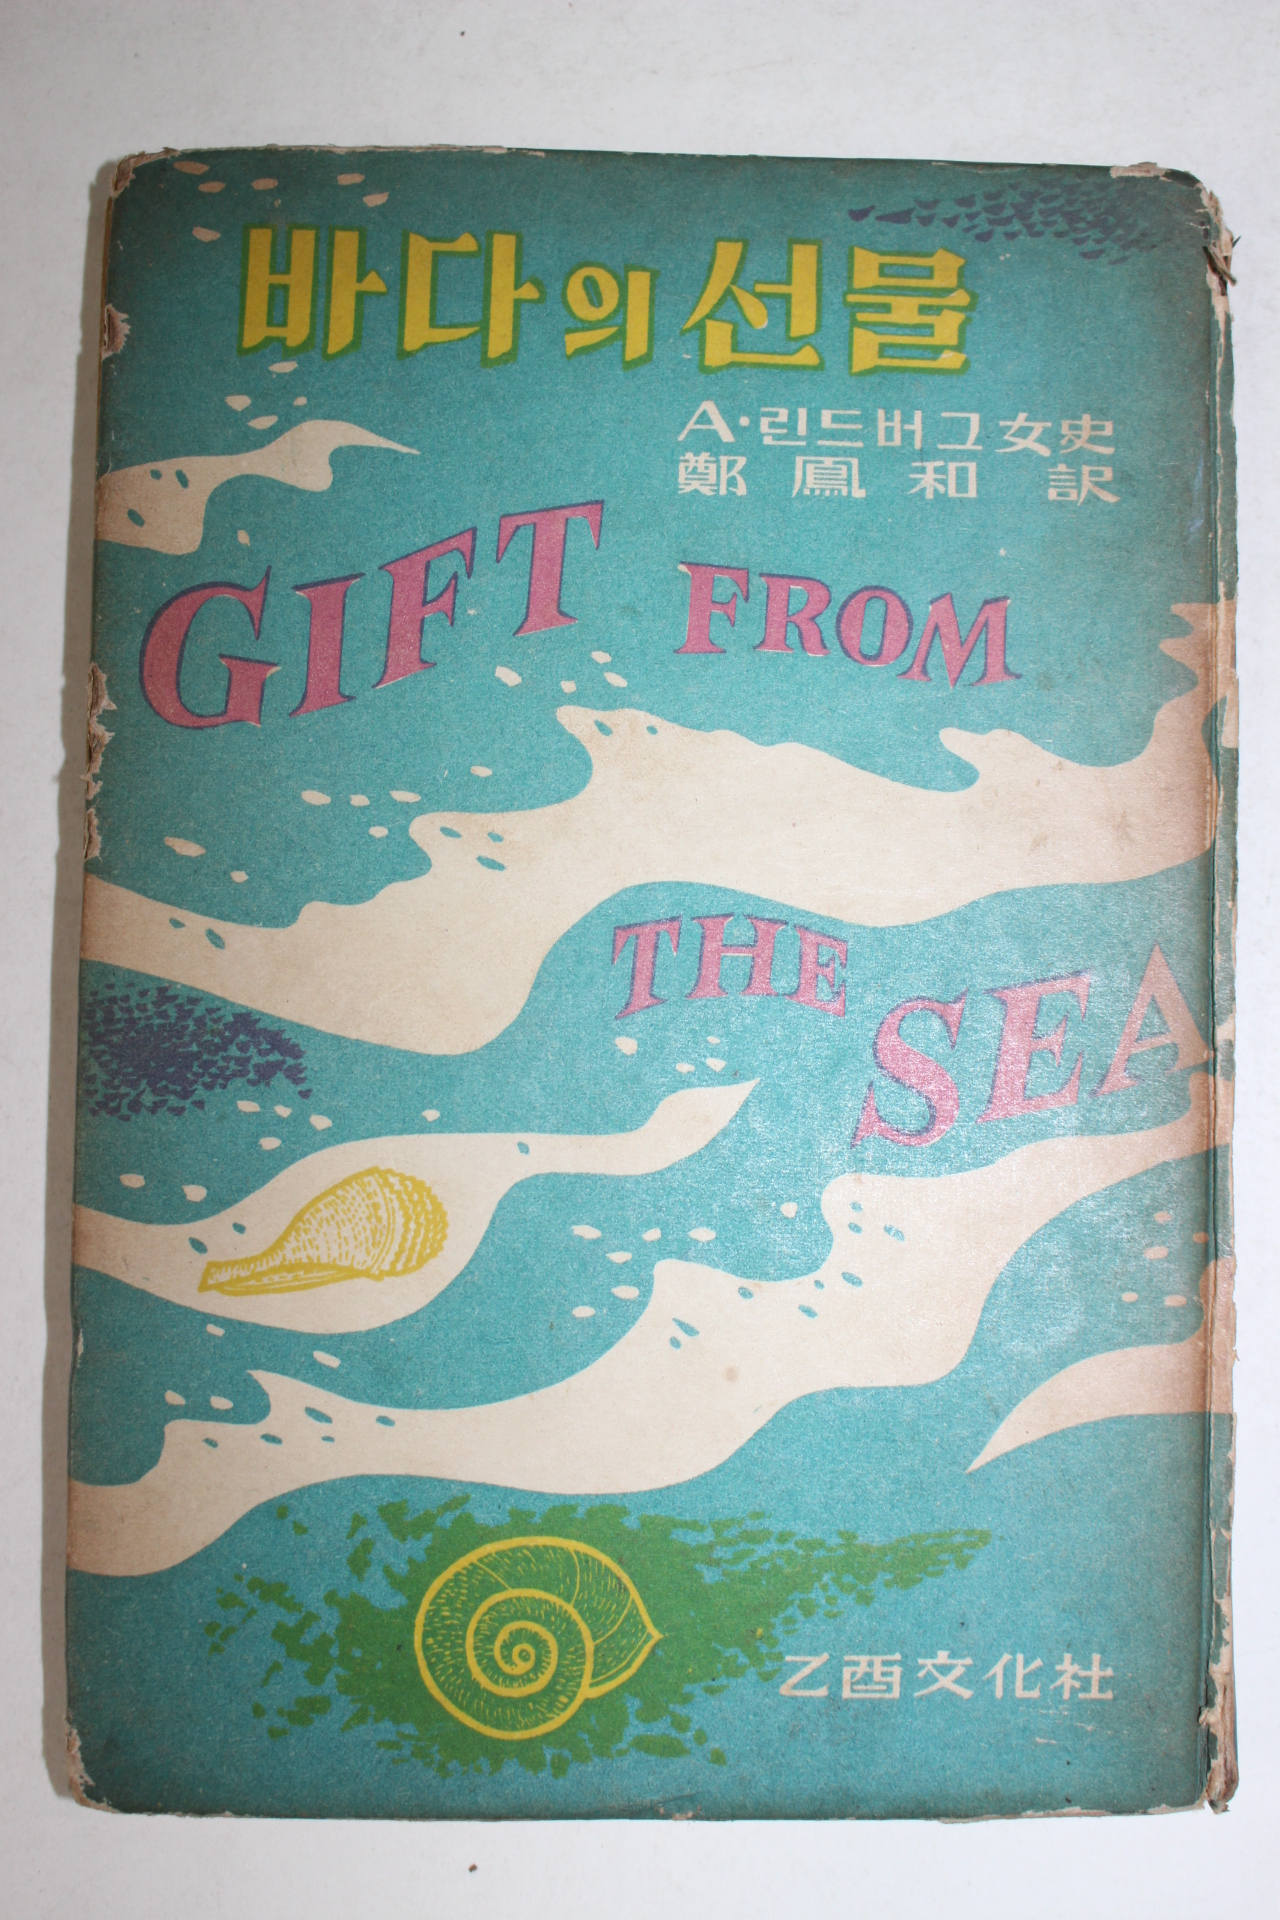 바다의 선물
A·린드버그 女史
鄭鳳和 訳
GIFT FROM
THE SEA
乙酉文化社